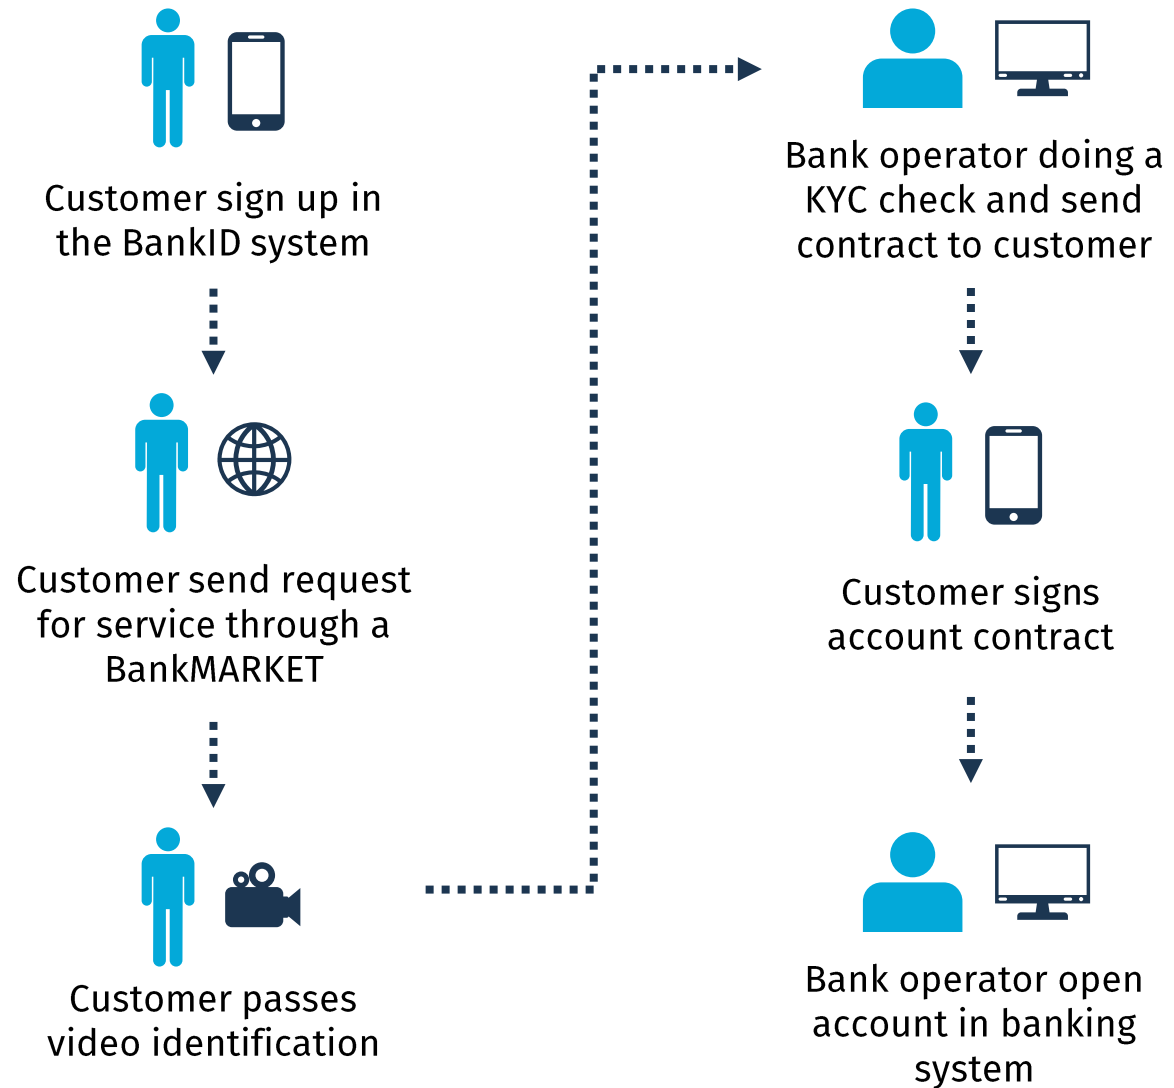 Customer sign up in
the BankID system
Customer send request
for service through a
BankMARKET
Customer passes
video identification
Bank operator doing a
KYC check and send
contract to customer
Customer signs
account contract
Bank operator open
account in banking
system